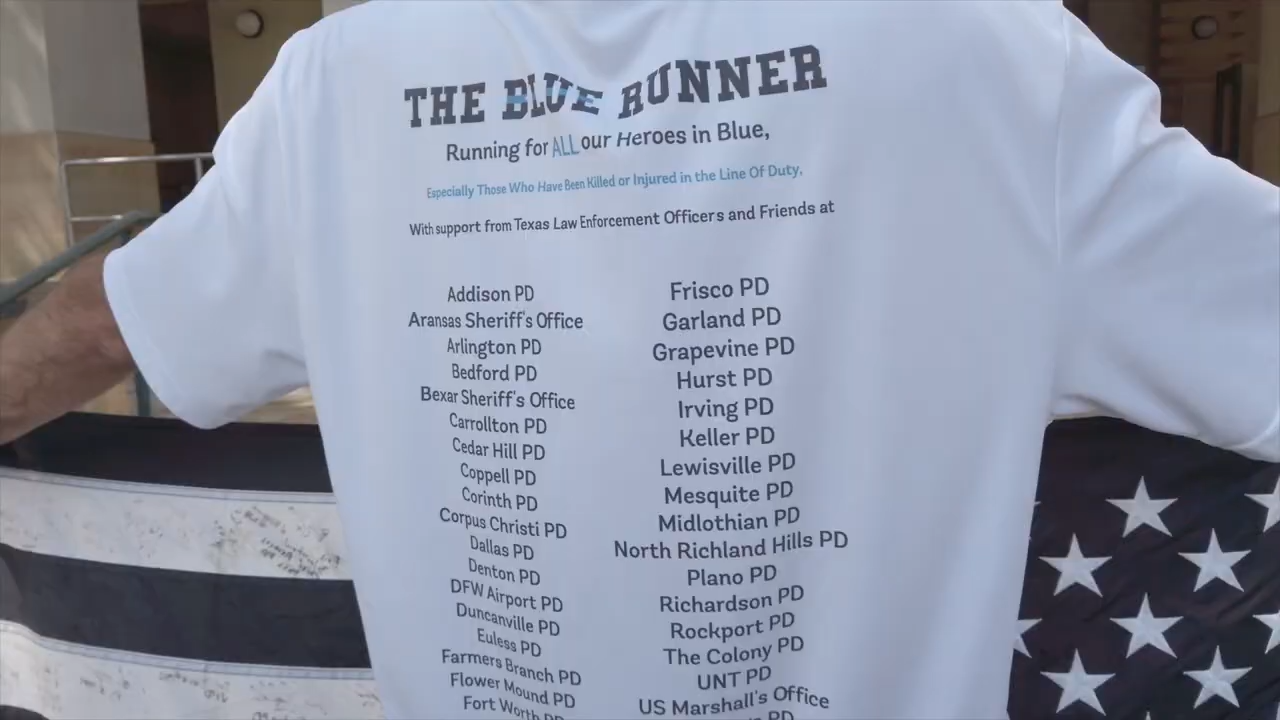 THE BLUE RUNNER
Running for ALL our Heroes in Blue,
Especially Those Who Have Been Killed or Injured in the Line Of Duty,
With support from Texas Law Enforcement Officers and Friends at
Addison PD
Aransas Sheriff's Office
Arlington PD
Bedford PD
Bexar Sheriff's Office
Carrollton PD
Cedar Hill PD
Coppell PD
Corinth PD
Corpus Christi PD
Dallas PD
Denton PD
DFW Airport PD
Duncanville PD
Euless PD
Farmers Branch PD
Flower Mound PD
Fort Worth PD
Frisco PD
Garland PD
Grapevine PD
Hurst PD
Irving PD
Keller PD
Lewisville PD
Mesquite PD
Midlothian PD
North Richland Hills PD
Plano PD
Richardson PD
Rockport PD
The Colony PD
UNT PD
US Marshall's Office
PD